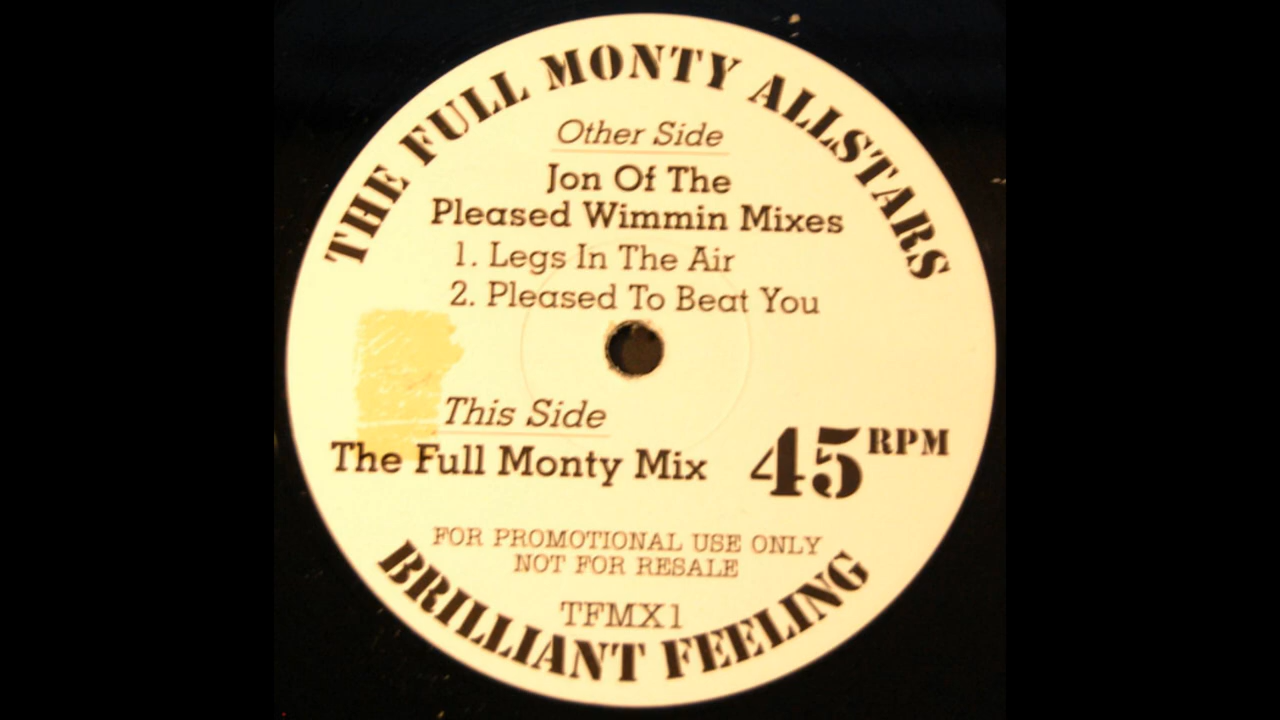 THE FULL MONTY ALLSTARS
Other Side
Jon Of The
Pleased Wimmin Mixes
1. Legs In The Air
2. Pleased To Beat You
This Side
The Full Monty Mix
45 RPM
FOR PROMOTIONAL USE ONLY
NOT FOR RESALE
TFMX1
BRILLIANT FEELING